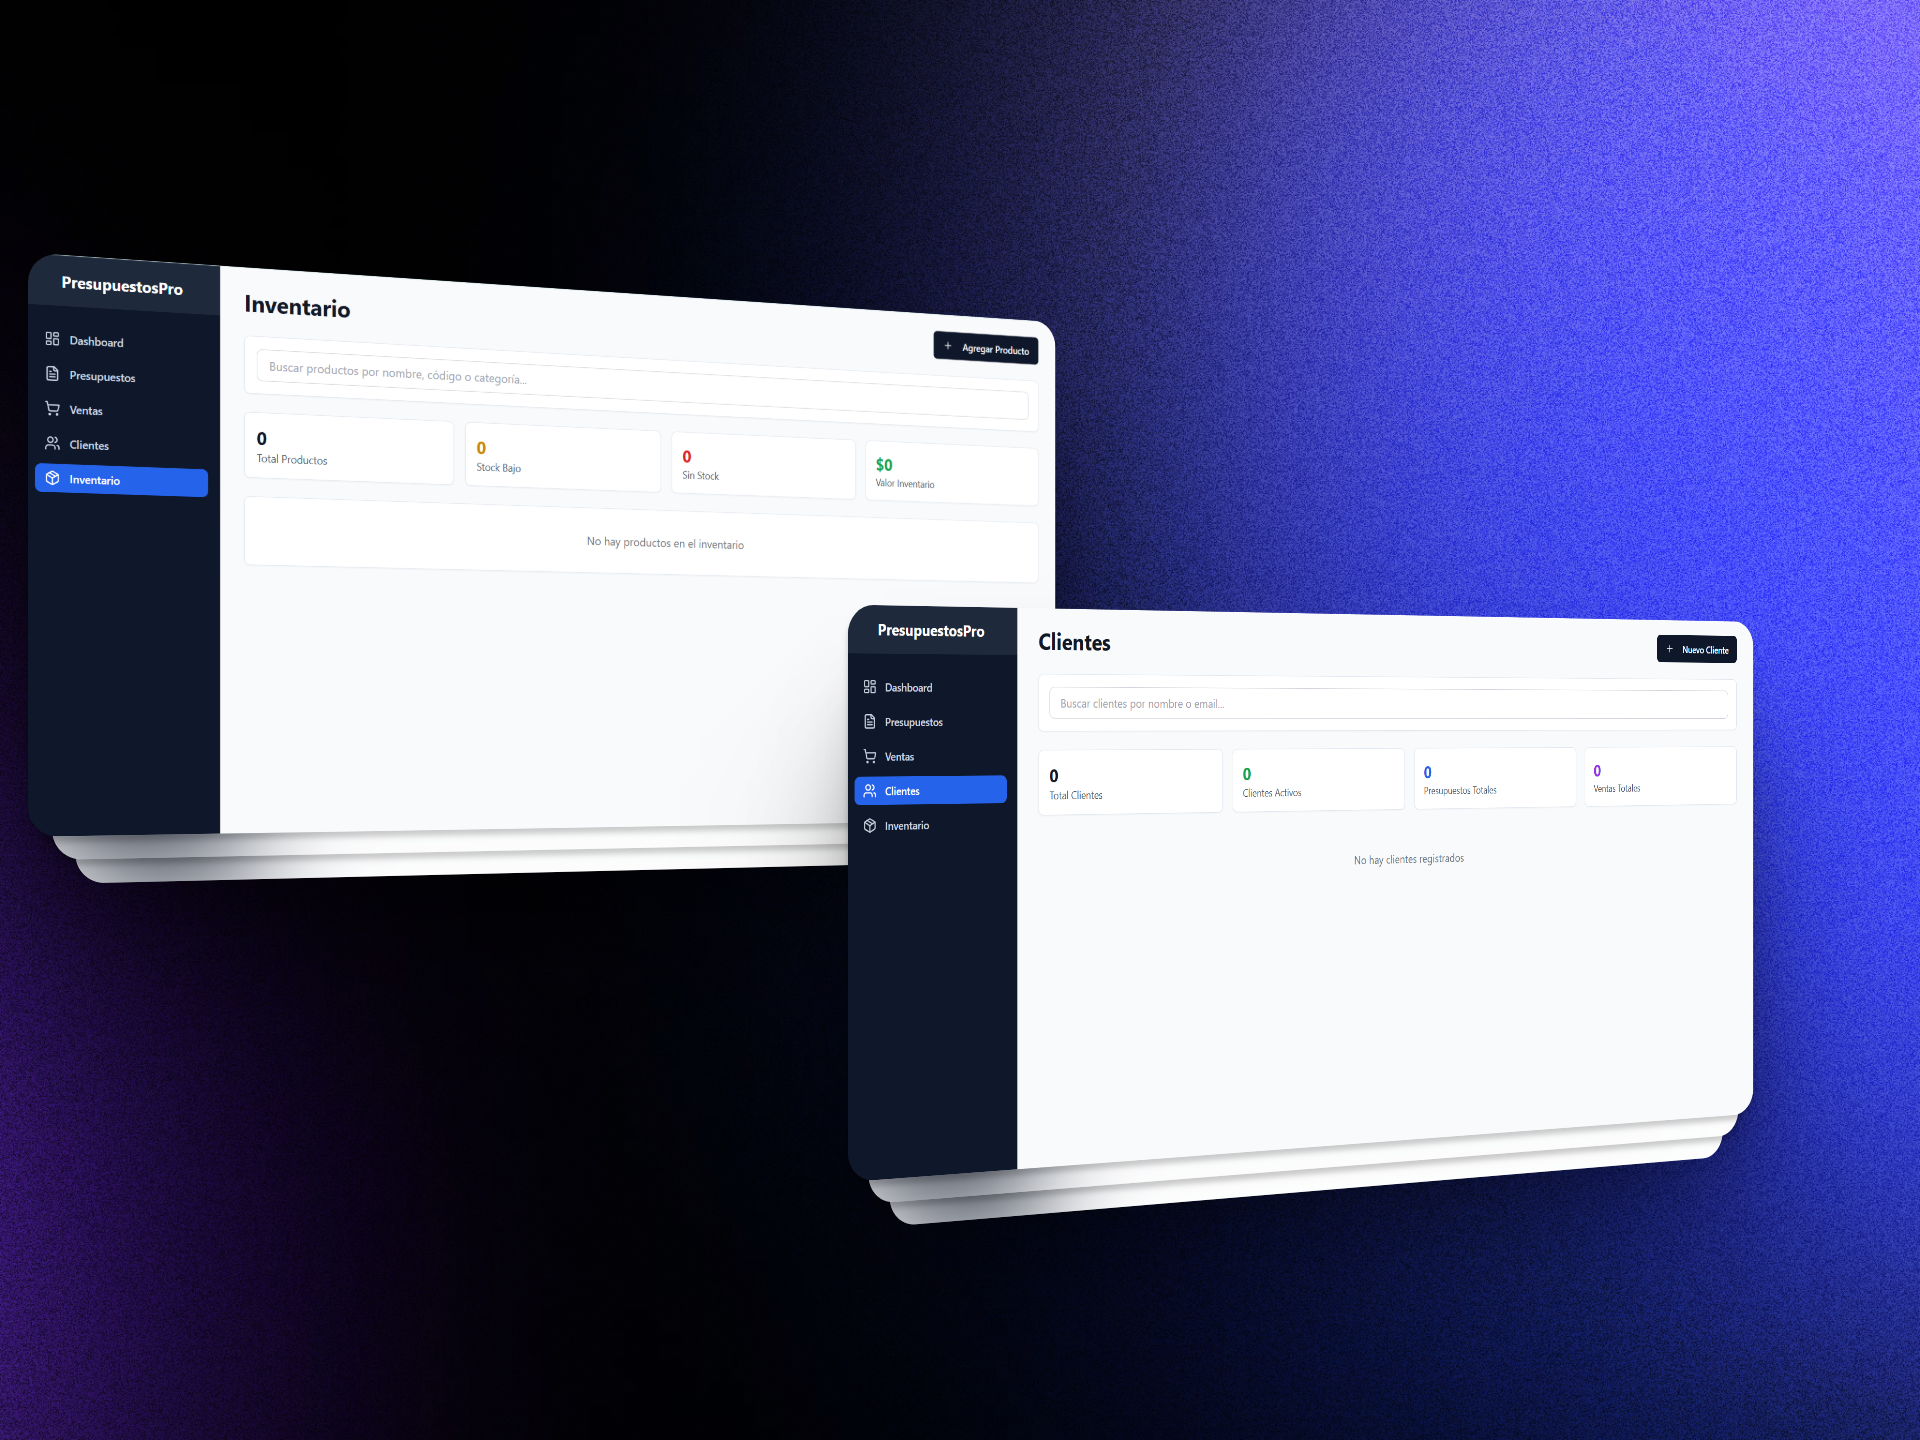 PresupuestosPro
Dashboard
Presupuestos
Ventas
Clientes
Inventario
Inventario
+ Agregar Producto
Buscar productos por nombre, código o categoría...
0
Total Productos
0
Stock Bajo
0
Sin Stock
$0
Valor Inventario
No hay productos en el inventario
PresupuestosPro
Dashboard
Presupuestos
Ventas
Clientes
Inventario
Clientes
+ Nuevo Cliente
Buscar clientes por nombre o email...
0
Total Clientes
0
Clientes Activos
0
Presupuestos Totales
0
Ventas Totales
No hay clientes registrados